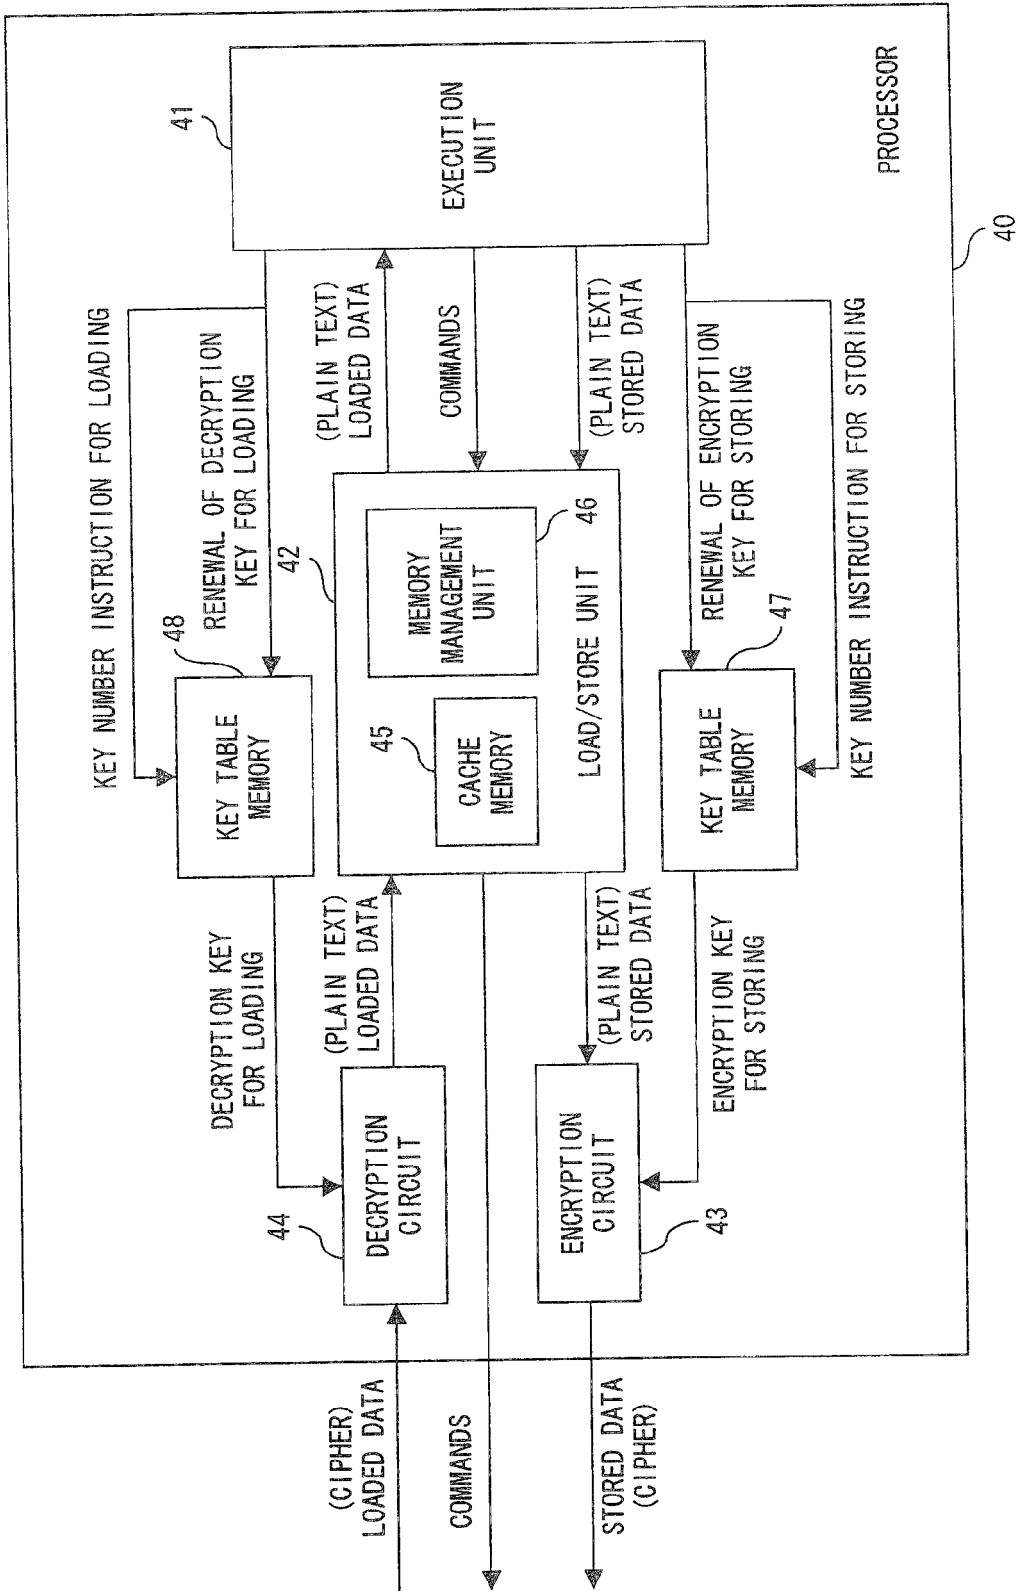 KEY NUMBER INSTRUCTION FOR LOADING
48
RENEWAL OF DECRYPTION
KEY FOR LOADING
41
KEY TABLE
MEMORY
DECRYPTION KEY
FOR LOADING
(CIPHER)
LOADED DATA
44
DECRYPTION
CIRCUIT
(PLAIN TEXT)
LOADED DATA
42
(PLAIN TEXT)
LOADED DATA
COMMANDS
45
CACHE
MEMORY
MEMORY
MANAGEMENT
UNIT
46
LOAD/STORE UNIT
COMMANDS
EXECUTION
UNIT
STORED DATA
(CIPHER)
ENCRYPTION
CIRCUIT
43
(PLAIN TEXT)
STORED DATA
(PLAIN TEXT)
STORED DATA
ENCRYPTION KEY
FOR STORING
KEY TABLE
MEMORY
47
RENEWAL OF ENCRYPTION
KEY FOR STORING
KEY NUMBER INSTRUCTION FOR STORING
PROCESSOR
40